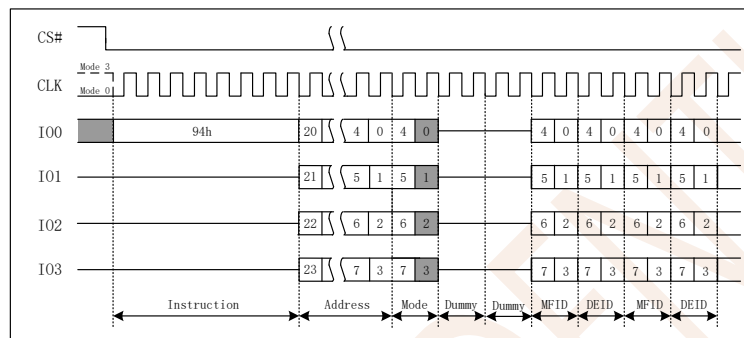 CS#
Mode 3
CLK
Mode 0
IO0 94h 20 4 0 4 0 4 0 4 0 4 0 4 0
IO1 21 5 1 5 1 5 1 5 1 5 1 5 1
IO2 22 6 2 6 2 6 2 6 2 6 2 6 2
IO3 23 7 3 7 3 7 3 7 3 7 3 7 3
Instruction Address Mode Dummy Dummy MFID DEID MFID DEID